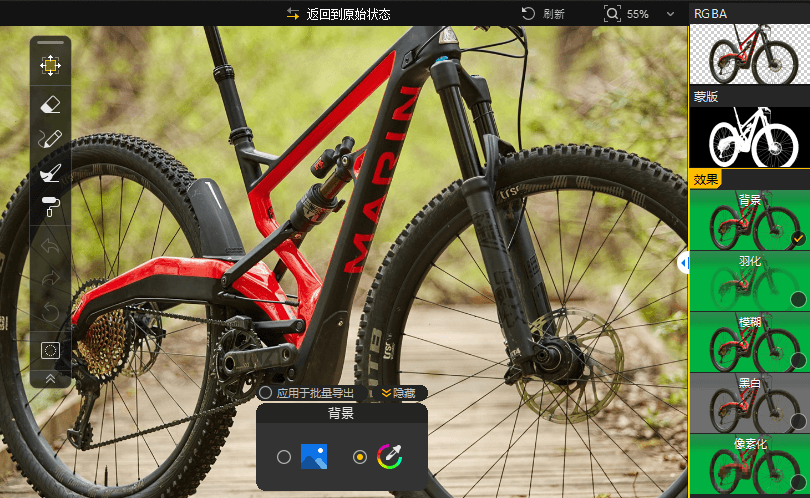 返回到原始状态
刷新
55%
RGBA
蒙版
效果
背景
羽化
模糊
黑白
像素化
MARIN
应用于批量导出
隐藏
背景